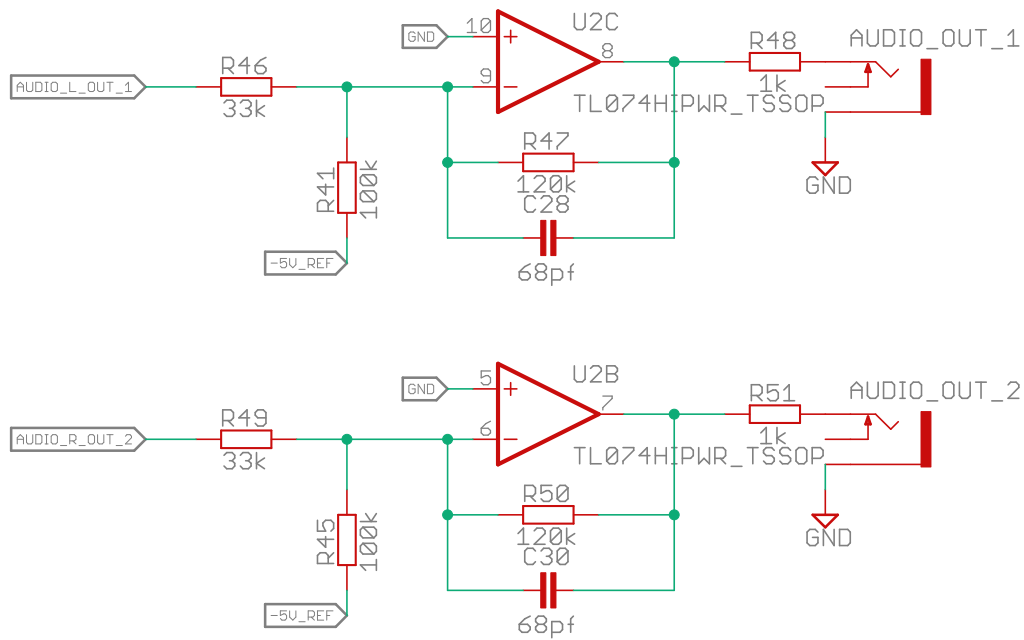 U2C
10
GND
+
8
R48
AUDIO_OUT_1
R46
AUDIO_L_OUT_1
9
−
1k
33k
TL074HIPWR_TSSOP
R47
R41
100k
120k
GND
C28
-5V_REF
68pf
U2B
5
GND
+
7
R51
AUDIO_OUT_2
R49
AUDIO_R_OUT_2
6
−
1k
33k
TL074HIPWR_TSSOP
R50
R45
100k
120k
GND
C30
-5V_REF
68pf